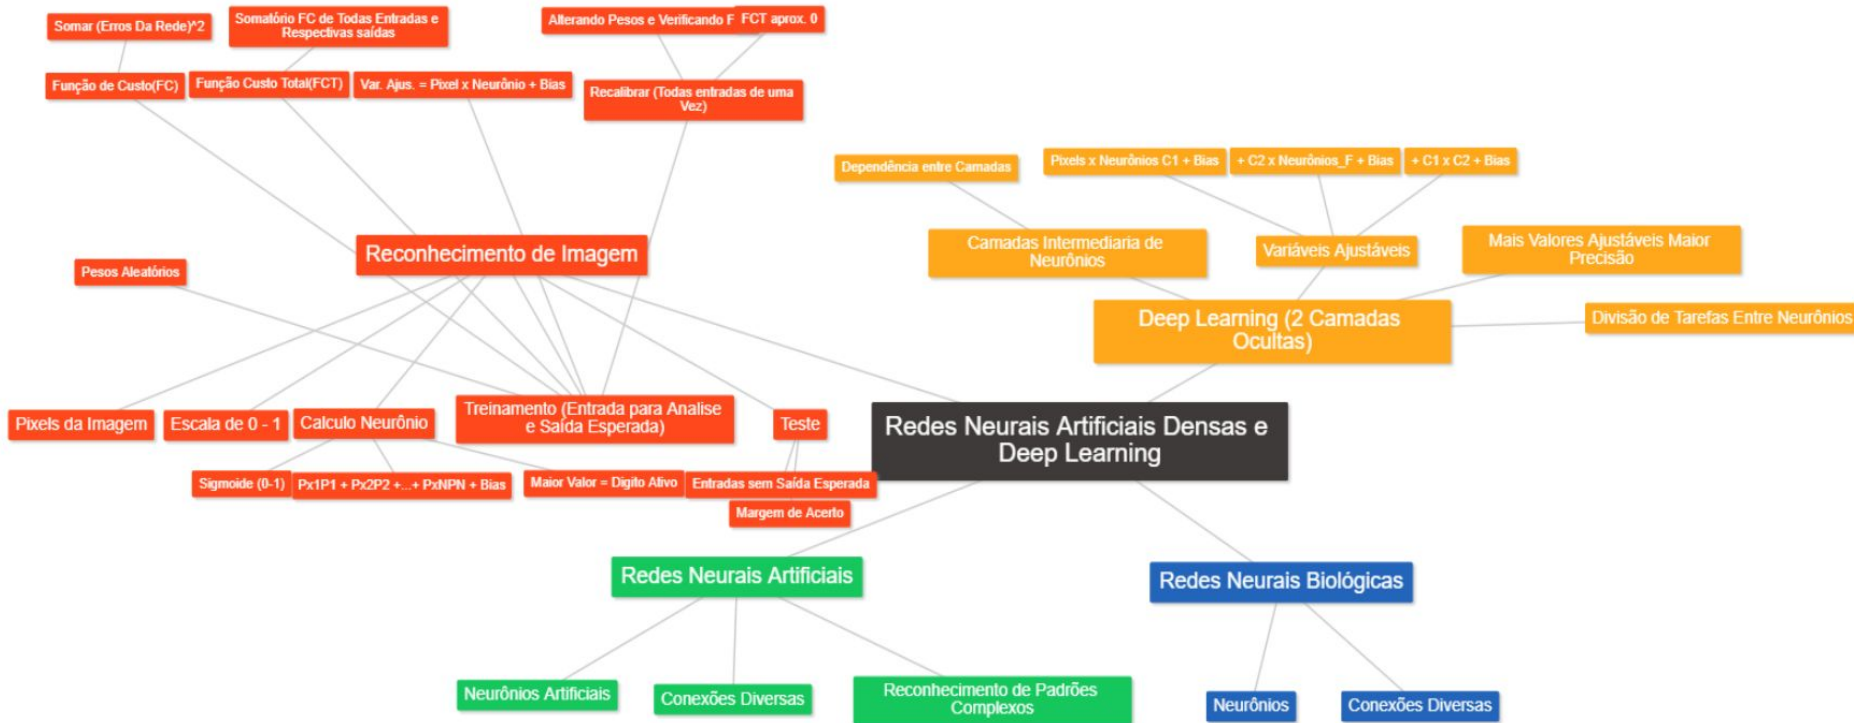 Somar (Erros Da Rede)^2
Somatório FC de Todas Entradas e
Respectivas saídas
Alterando Pesos e Verificando F
FCT aprox. 0
Função de Custo(FC)
Função Custo Total(FCT)
Var. Ajus. = Pixel x Neurônio + Bias
Recalibrar (Todas entradas de uma
Vez)
Dependência entre Camadas
Pixels x Neurônios C1 + Bias
+ C2 x Neurônios_F + Bias
+ C1 x C2 + Bias
Reconhecimento de Imagem
Camadas Intermediaria de
Neurônios
Variáveis Ajustáveis
Mais Valores Ajustáveis Maior
Precisão
Pesos Aleatórios
Deep Learning (2 Camadas
Ocultas)
Divisão de Tarefas Entre Neurônios
Pixels da Imagem
Escala de 0 - 1
Calculo Neurônio
Treinamento (Entrada para Analise
e Saída Esperada)
Teste
Redes Neurais Artificiais Densas e
Deep Learning
Sigmoide (0-1)
Px1P1 + Px2P2 +...+ PxNPN + Bias
Maior Valor = Digito Ativo
Entradas sem Saída Esperada
Margem de Acerto
Redes Neurais Artificiais
Redes Neurais Biológicas
Neurônios Artificiais
Conexões Diversas
Reconhecimento de Padrões
Complexos
Neurônios
Conexões Diversas